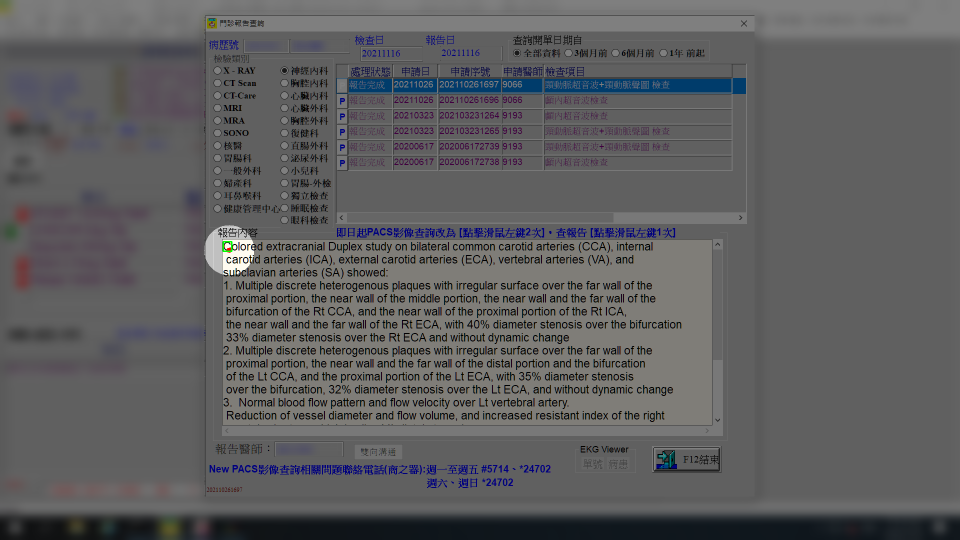 門診報告查詢
病歷號
檢查日
20211116
報告日
20211116
查詢開單日期自
全部資料 3個月前 6個月前 1年 前起
檢驗類別
X - RAY
CT Scan
CT-Care
MRI
MRA
SONO
核醫
胃腸科
一般外科
婦產科
耳鼻喉科
健康管理中心
神經內科
胸腔內科
心臟內科
心臟外科
胸腔外科
復健科
直腸外科
泌尿外科
小兒科
胃腸-外檢
獨立檢查
睡眠檢查
眼科檢查
處理狀態 申請日 申請序號 申請醫師 檢查項目
報告完成 20211026 202110261697 9066 頸動脈超音波+頸動脈聲圖 檢查
P 報告完成 20211026 202110261696 9066 顱內超音波檢查
P 報告完成 20210323 202103231264 9193 顱內超音波檢查
P 報告完成 20210323 202103231265 9193 頸動脈超音波+頸動脈聲圖 檢查
P 報告完成 20200617 202006172739 9193 頸動脈超音波+頸動脈聲圖 檢查
P 報告完成 20200617 202006172738 9193 顱內超音波檢查
報告內容
即日起PACS影像查詢改為 [點擊滑鼠左鍵2次]，查報告 [點擊滑鼠左鍵1次]
Colored extracranial Duplex study on bilateral common carotid arteries (CCA), internal
carotid arteries (ICA), external carotid arteries (ECA), vertebral arteries (VA), and
subclavian arteries (SA) showed:
1. Multiple discrete heterogenous plaques with irregular surface over the far wall of the
proximal portion, the near wall of the middle portion, the near wall and the far wall of the
bifurcation of the Rt CCA, and the near wall of the proximal portion of the Rt ICA,
the near wall and the far wall of the Rt ECA, with 40% diameter stenosis over the bifurcation
33% diameter stenosis over the Rt ECA and without dynamic change
2. Multiple discrete heterogenous plaques with irregular surface over the far wall of the
proximal portion, the near wall and the far wall of the distal portion and the bifurcation
of the Lt CCA, and the proximal portion of the Lt ECA, with 35% diameter stenosis
over the bifurcation, 32% diameter stenosis over the Lt ECA, and without dynamic change
3. Normal blood flow pattern and flow velocity over Lt vertebral artery.
Reduction of vessel diameter and flow volume, and increased resistant index of the right
報告醫師：
雙向溝通
EKG Viewer
單號 病患
F12結束
New PACS影像查詢相關問題聯絡電話(商之器):週一至週五 #5714、*24702
週六、週日 *24702
202110261697